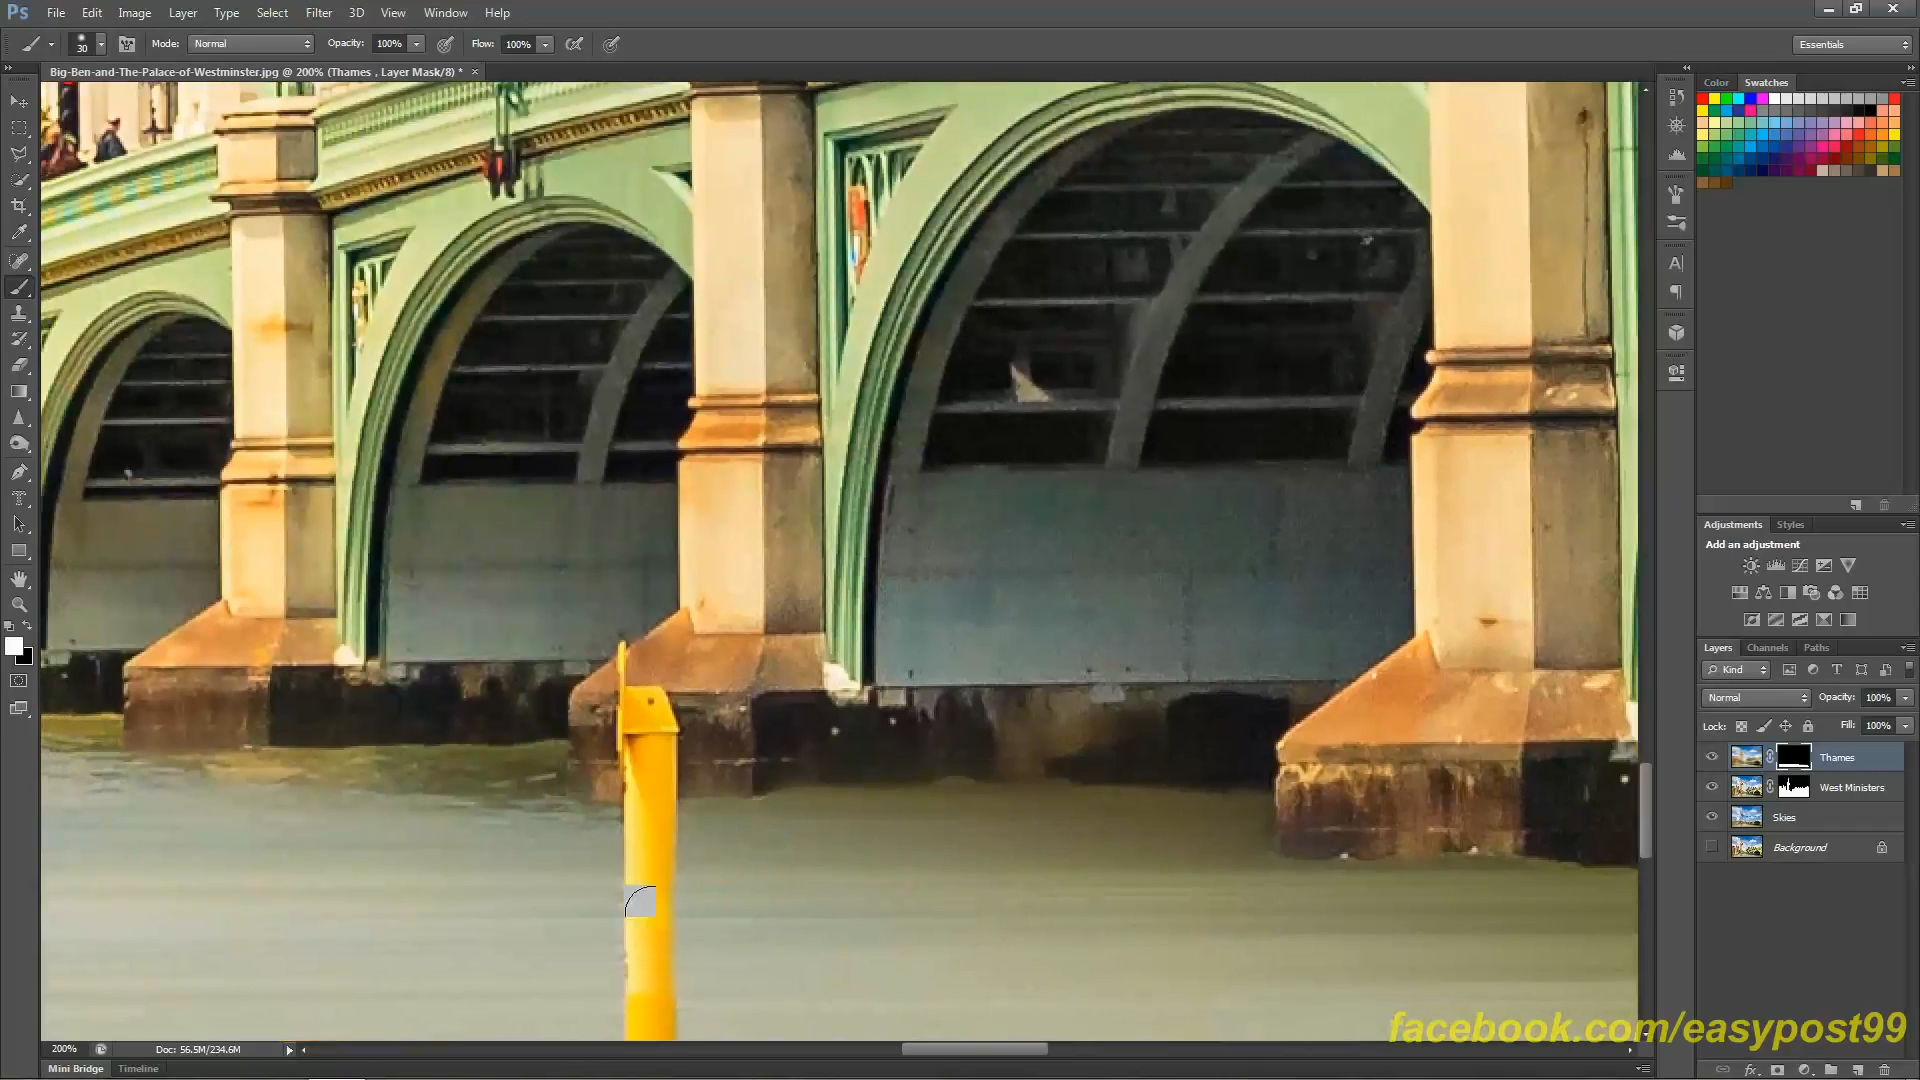 Ps File Edit Image Layer Type Select Filter 3D View Window Help
30 Mode: Normal Opacity: 100% Flow: 100% Essentials
Big-Ben-and-The-Palace-of-Westminster.jpg @ 200% (Thames , Layer Mask/8) * ×
Color Swatches
Adjustments Styles
Add an adjustment
Layers Channels Paths
Kind
Normal Opacity: 100%
Lock: Fill: 100%
Thames
West Ministers
Skies
Background
facebook.com/easypost99
200% Doc: 56.5M/234.6M
Mini Bridge Timeline